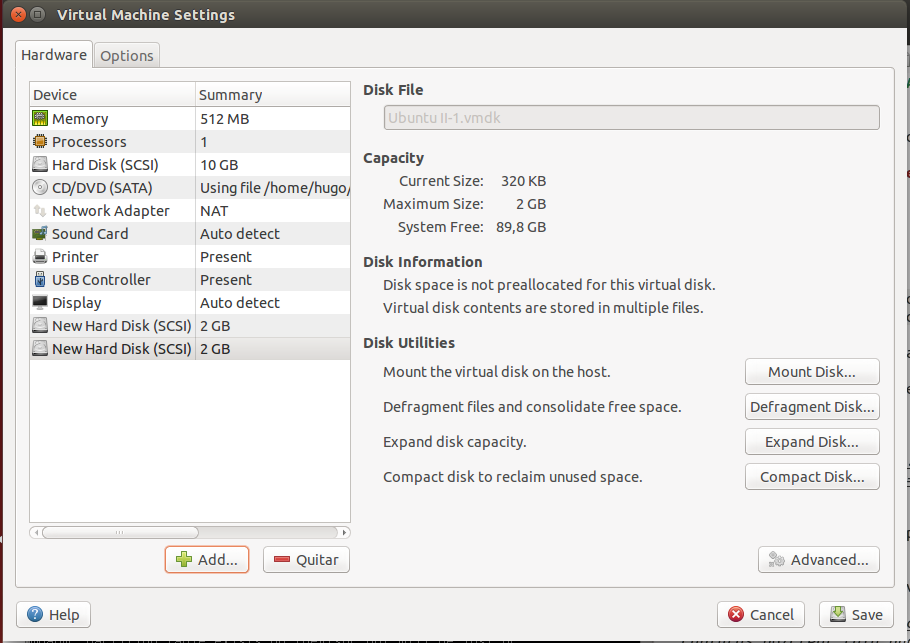 Virtual Machine Settings
Hardware Options
Device Summary
Memory 512 MB
Processors 1
Hard Disk (SCSI) 10 GB
CD/DVD (SATA) Using file /home/hugo/
Network Adapter NAT
Sound Card Auto detect
Printer Present
USB Controller Present
Display Auto detect
New Hard Disk (SCSI) 2 GB
New Hard Disk (SCSI) 2 GB
Add... Quitar
Disk File
Ubuntu II-1.vmdk
Capacity
Current Size: 320 KB
Maximum Size: 2 GB
System Free: 89,8 GB
Disk Information
Disk space is not preallocated for this virtual disk.
Virtual disk contents are stored in multiple files.
Disk Utilities
Mount the virtual disk on the host. Mount Disk...
Defragment files and consolidate free space. Defragment Disk...
Expand disk capacity. Expand Disk...
Compact disk to reclaim unused space. Compact Disk...
Advanced...
Help Cancel Save